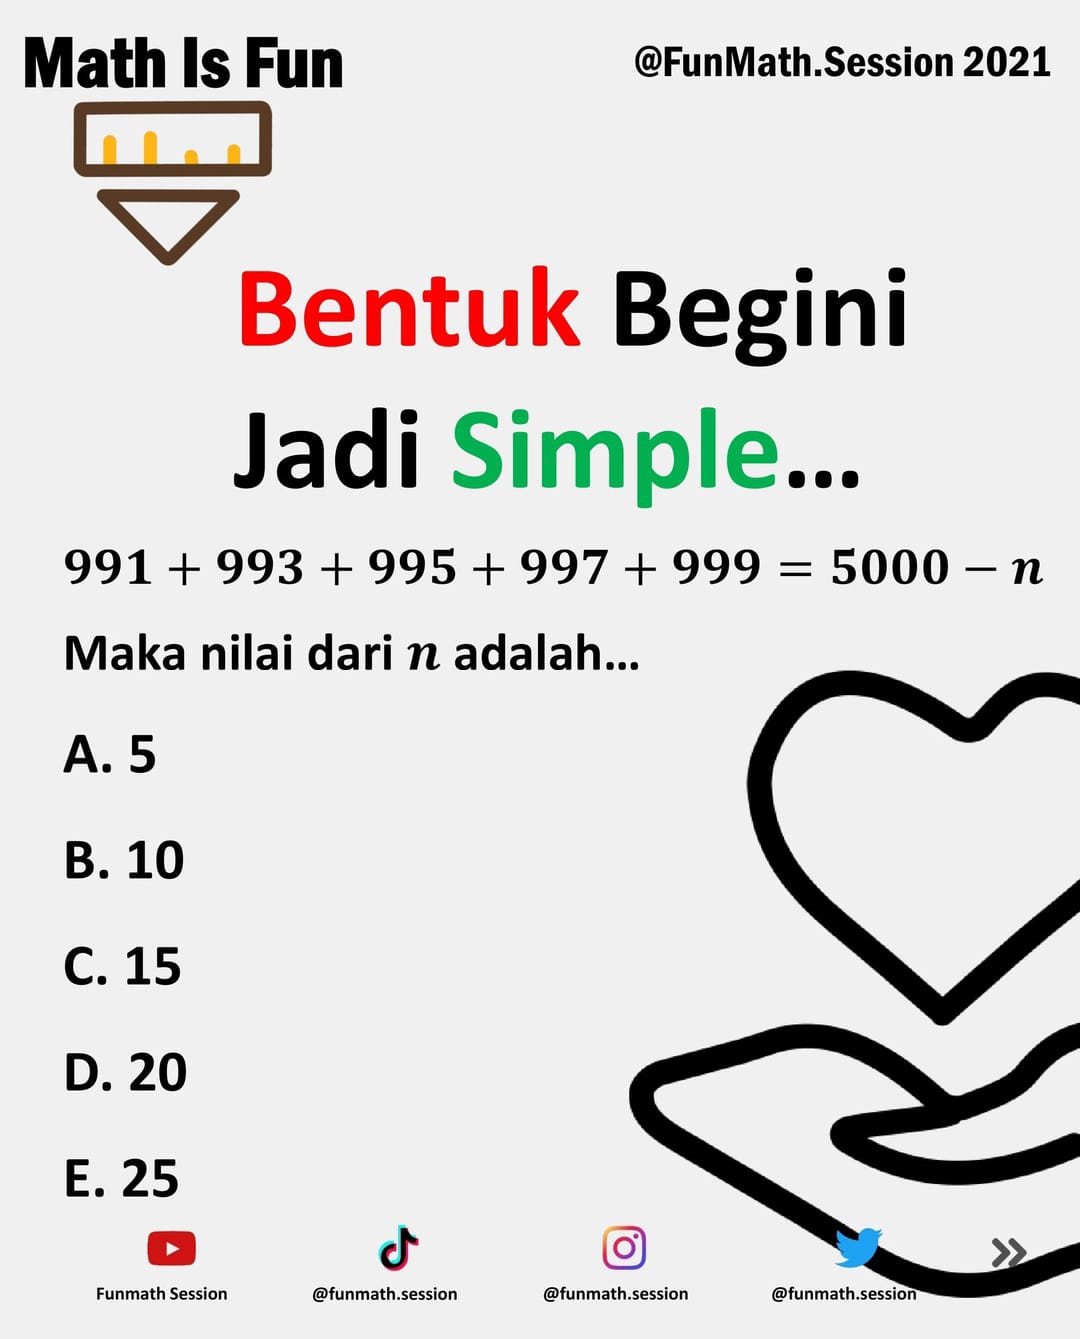 Math Is Fun
@FunMath.Session 2021
Bentuk Begini
Jadi Simple...
991 + 993 + 995 + 997 + 999 = 5000 − n
Maka nilai dari n adalah...
A. 5
B. 10
C. 15
D. 20
E. 25
Funmath Session
@funmath.session
@funmath.session
@funmath.session